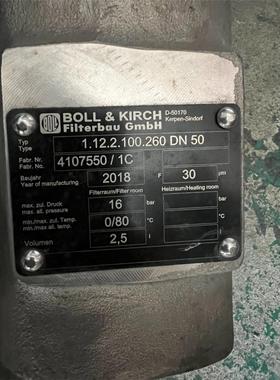 BOLL
BOLL & KIRCH D-50170
Filterbau GmbH Kerpen-Sindorf
Typ
Type 1.12.2.100.260 DN 50
Fabr. Nr.
Fabr. No. 4107550 / 1C
Baujahr
Yaar of manufacturing 2018 F 30 µm
Filterraum/Filter room Heizraum/Heating room
max. zul. Druck
max. all. pressure 16 bar bar
min./max. zul. Temp.
min./max all. temp. 0/80 °C °C
Volumen 2,5 l l